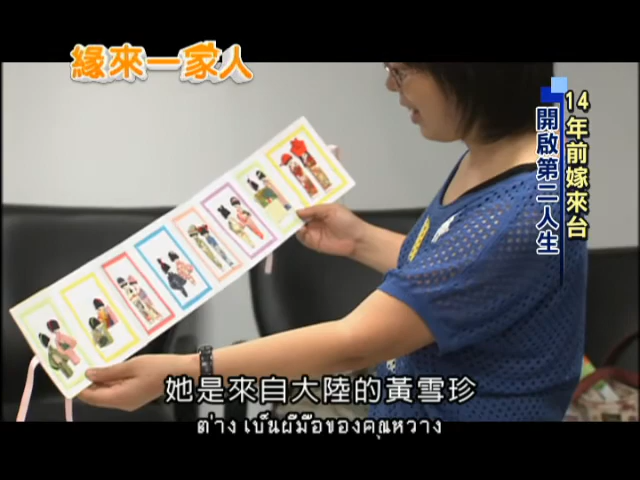 緣來一家人
14年前嫁來台
開啟第二人生
她是來自大陸的黃雪珍
ต่าง เป็นผีมือของคุณหวาง